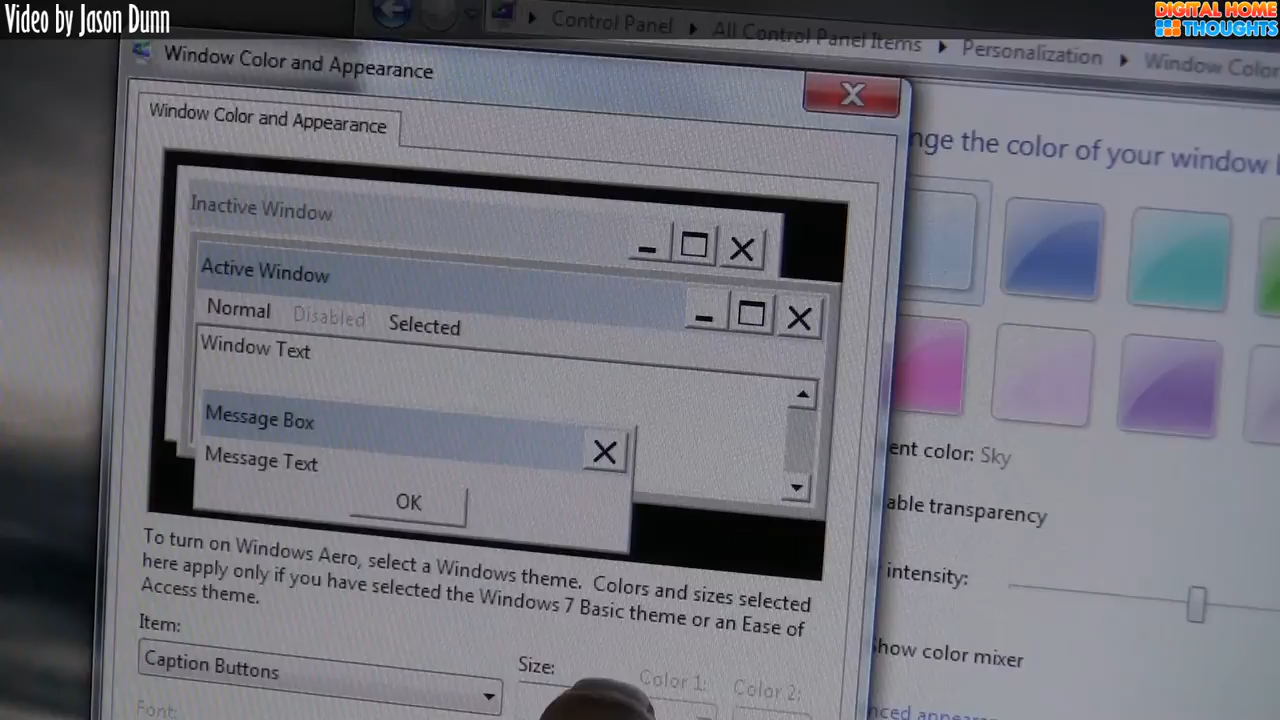 Video by Jason Dunn
DIGITAL HOME
THOUGHTS
Control Panel
All Control Panel Items
Personalization
Window Color
Window Color and Appearance
Window Color and Appearance
Inactive Window
Active Window
Normal Disabled Selected
Window Text
Message Box
Message Text
OK
To turn on Windows Aero, select a Windows theme. Colors and sizes selected
here apply only if you have selected the Windows 7 Basic theme or an Ease of
Access theme.
Item:
Size:
Color 1:
Color 2:
Caption Buttons
Font:
nge the color of your window
ent color: Sky
able transparency
intensity:
Show color mixer
nced appear